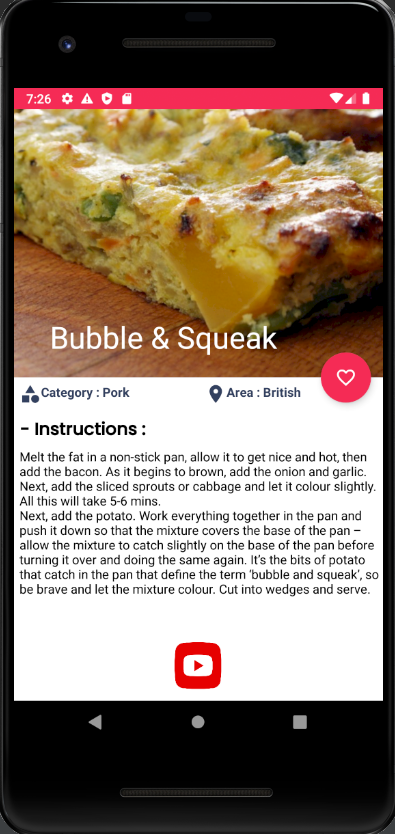 7:26
Bubble & Squeak
Category : Pork
Area : British
- Instructions :
Melt the fat in a non-stick pan, allow it to get nice and hot, then
add the bacon. As it begins to brown, add the onion and garlic.
Next, add the sliced sprouts or cabbage and let it colour slightly.
All this will take 5-6 mins.
Next, add the potato. Work everything together in the pan and
push it down so that the mixture covers the base of the pan –
allow the mixture to catch slightly on the base of the pan before
turning it over and doing the same again. It's the bits of potato
that catch in the pan that define the term 'bubble and squeak', so
be brave and let the mixture colour. Cut into wedges and serve.